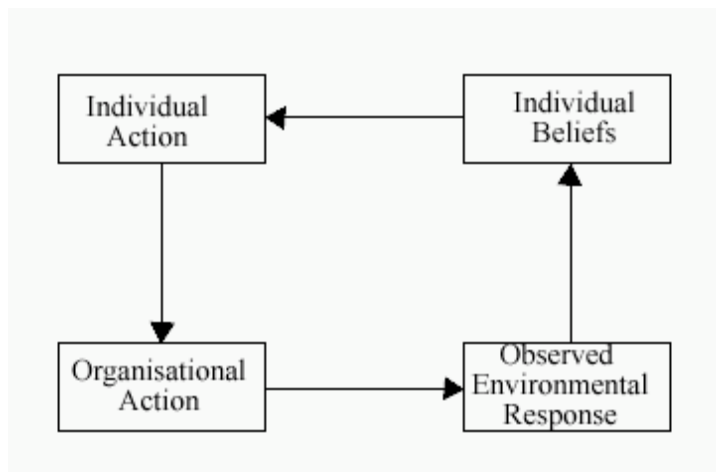 Individual
Action
Individual
Beliefs
Organisational
Action
Observed
Environmental
Response